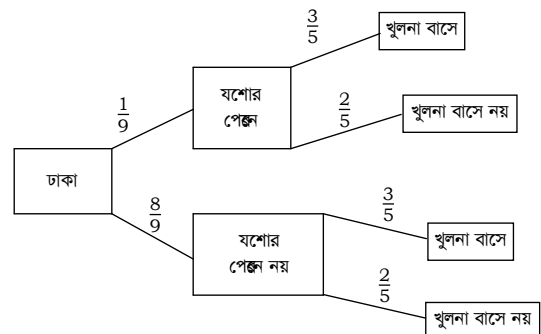 3/5
খুলনা বাসে
যশোর
1/9
2/5
খুলনা বাসে নয়
ঢাকা
8/9
3/5
যশোর
নয়
খুলনা বাসে
2/5
খুলনা বাসে নয়